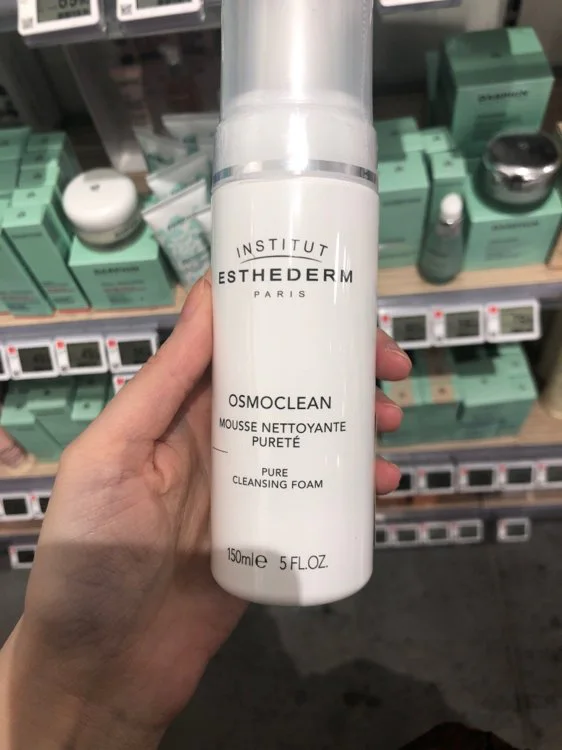 INSTITUT
ESTHEDERM
PARIS
OSMOCLEAN
MOUSSE NETTOYANTE
PURETÉ
PURE
CLEANSING FOAM
150ml℮ 5 FL.OZ.